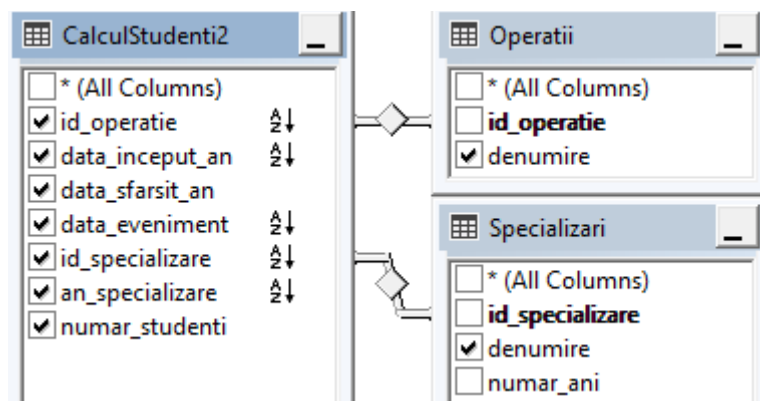 CalculStudenti2
* (All Columns)
id_operatie
data_inceput_an
data_sfarsit_an
data_eveniment
id_specializare
an_specializare
numar_studenti
Operatii
* (All Columns)
id_operatie
denumire
Specializari
* (All Columns)
id_specializare
denumire
numar_ani